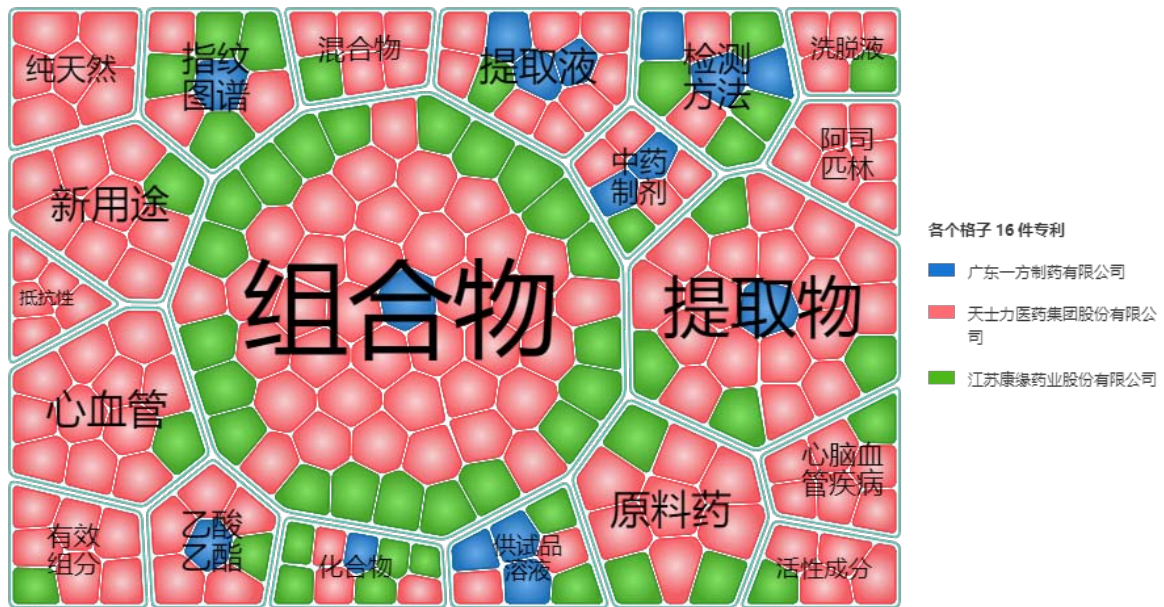 纯天然
指纹
图谱
混合物
提取液
检测
方法
洗脱液
阿司
匹林
中药
制剂
新用途
抵抗性
组合物
提取物
心血管
心脑血
管疾病
原料药
有效
组分
乙酸
乙酯
化合物
供试品
溶液
活性成分
各个格子 16 件专利
广东一方制药有限公司
天士力医药集团股份有限公
司
江苏康缘药业股份有限公司